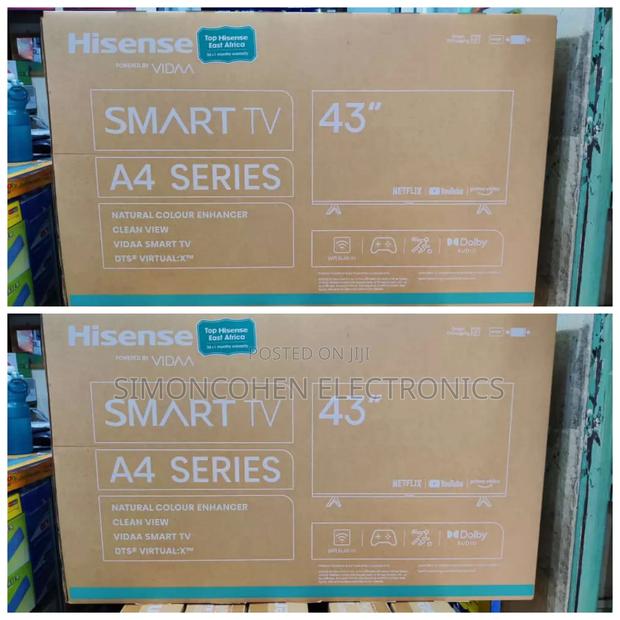 Hisense
POWERED BY VIDAA
Top Hisense
East Africa
SMART TV
43"
A4 SERIES
NETFLIX YouTube prime video
NATURAL COLOUR ENHANCER
CLEAN VIEW
VIDAA SMART TV
DTS® VIRTUAL:X™
Dolby
AUDIO
Hisense
POWERED BY VIDAA
Top Hisense
East Africa
POSTED ON JIJI
SIMONCOHEN ELECTRONICS
SMART TV
43"
A4 SERIES
NETFLIX YouTube prime video
NATURAL COLOUR ENHANCER
CLEAN VIEW
VIDAA SMART TV
DTS® VIRTUAL:X™
Dolby
AUDIO